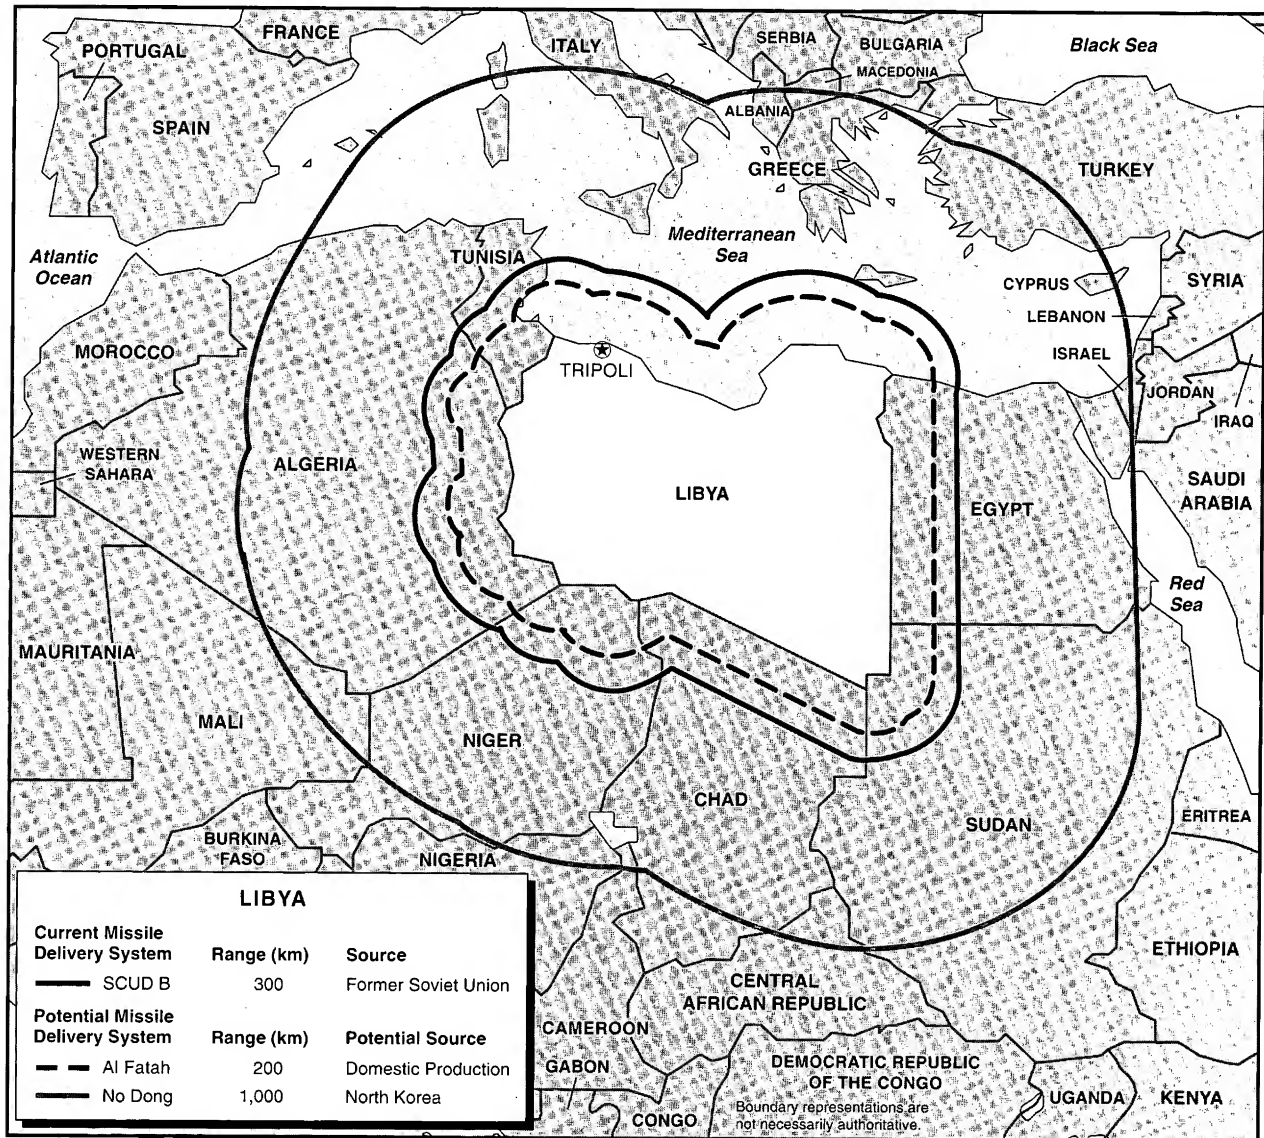 FRANCE
PORTUGAL
ITALY
SERBIA
BULGARIA
Black Sea
MACEDONIA
ALBANIA
SPAIN
GREECE
TURKEY
Mediterranean
Sea
TUNISIA
Atlantic
Ocean
CYPRUS
SYRIA
LEBANON
MOROCCO
ISRAEL
TRIPOLI
JORDAN
IRAQ
WESTERN
SAHARA
ALGERIA
LIBYA
EGYPT
SAUDI
ARABIA
Red
Sea
MAURITANIA
MALI
NIGER
CHAD
SUDAN
ERITREA
BURKINA
FASO
NIGERIA
ETHIOPIA
CENTRAL
AFRICAN REPUBLIC
CAMEROON
GABON
DEMOCRATIC REPUBLIC
OF THE CONGO
CONGO
UGANDA
KENYA
Boundary representations are
not necessarily authoritative.
LIBYA
Current Missile
Delivery System Range (km) Source
SCUD B 300 Former Soviet Union
Potential Missile
Delivery System Range (km) Potential Source
Al Fatah 200 Domestic Production
No Dong 1,000 North Korea